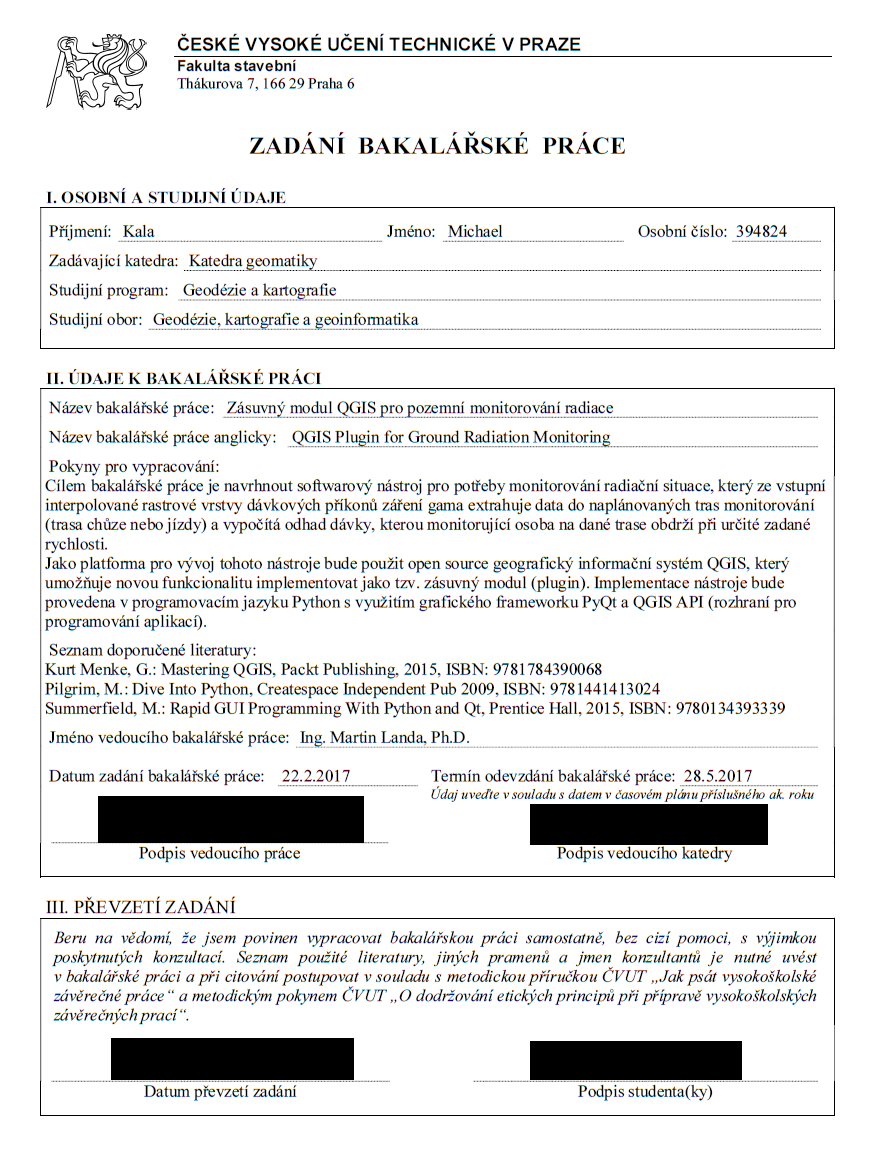 ČESKÉ VYSOKÉ UČENÍ TECHNICKÉ V PRAZE
Fakulta stavební
Thákurova 7, 166 29 Praha 6
ZADÁNÍ BAKALÁŘSKÉ PRÁCE
I. OSOBNÍ A STUDIJNÍ ÚDAJE
Příjmení: Kala Jméno: Michael Osobní číslo: 394824
Zadávající katedra: Katedra geomatiky
Studijní program: Geodézie a kartografie
Studijní obor: Geodézie, kartografie a geoinformatika
II. ÚDAJE K BAKALÁŘSKÉ PRÁCI
Název bakalářské práce: Zásuvný modul QGIS pro pozemní monitorování radiace
Název bakalářské práce anglicky: QGIS Plugin for Ground Radiation Monitoring
Pokyny pro vypracování:
Cílem bakalářské práce je navrhnout softwarový nástroj pro potřeby monitorování radiační situace, který ze vstupní
interpolované rastrové vrstvy dávkových příkonů záření gama extrahuje data do naplánovaných tras monitorování
(trasa chůze nebo jízdy) a vypočítá odhad dávky, kterou monitorující osoba na dané trase obdrží při určité zadané
rychlosti.
Jako platforma pro vývoj tohoto nástroje bude použit open source geografický informační systém QGIS, který
umožňuje novou funkcionalitu implementovat jako tzv. zásuvný modul (plugin). Implementace nástroje bude
provedena v programovacím jazyku Python s využitím grafického frameworku PyQt a QGIS API (rozhraní pro
programování aplikací).
Seznam doporučené literatury:
Kurt Menke, G.: Mastering QGIS, Packt Publishing, 2015, ISBN: 9781784390068
Pilgrim, M.: Dive Into Python, Createspace Independent Pub 2009, ISBN: 9781441413024
Summerfield, M.: Rapid GUI Programming With Python and Qt, Prentice Hall, 2015, ISBN: 9780134393339
Jméno vedoucího bakalářské práce: Ing. Martin Landa, Ph.D.
Datum zadání bakalářské práce: 22.2.2017 Termín odevzdání bakalářské práce: 28.5.2017
Údaj uveďte v souladu s datem v časovém plánu příslušného ak. roku
Podpis vedoucího práce Podpis vedoucího katedry
III. PŘEVZETÍ ZADÁNÍ
Beru na vědomí, že jsem povinen vypracovat bakalářskou práci samostatně, bez cizí pomoci, s výjimkou
poskytnutých konzultací. Seznam použité literatury, jiných pramenů a jmen konzultantů je nutné uvést
v bakalářské práci a při citování postupovat v souladu s metodickou příručkou ČVUT „Jak psát vysokoškolské
závěrečné práce“ a metodickým pokynem ČVUT „O dodržování etických principů při přípravě vysokoškolských
závěrečných prací“.
Datum převzetí zadání Podpis studenta(ky)